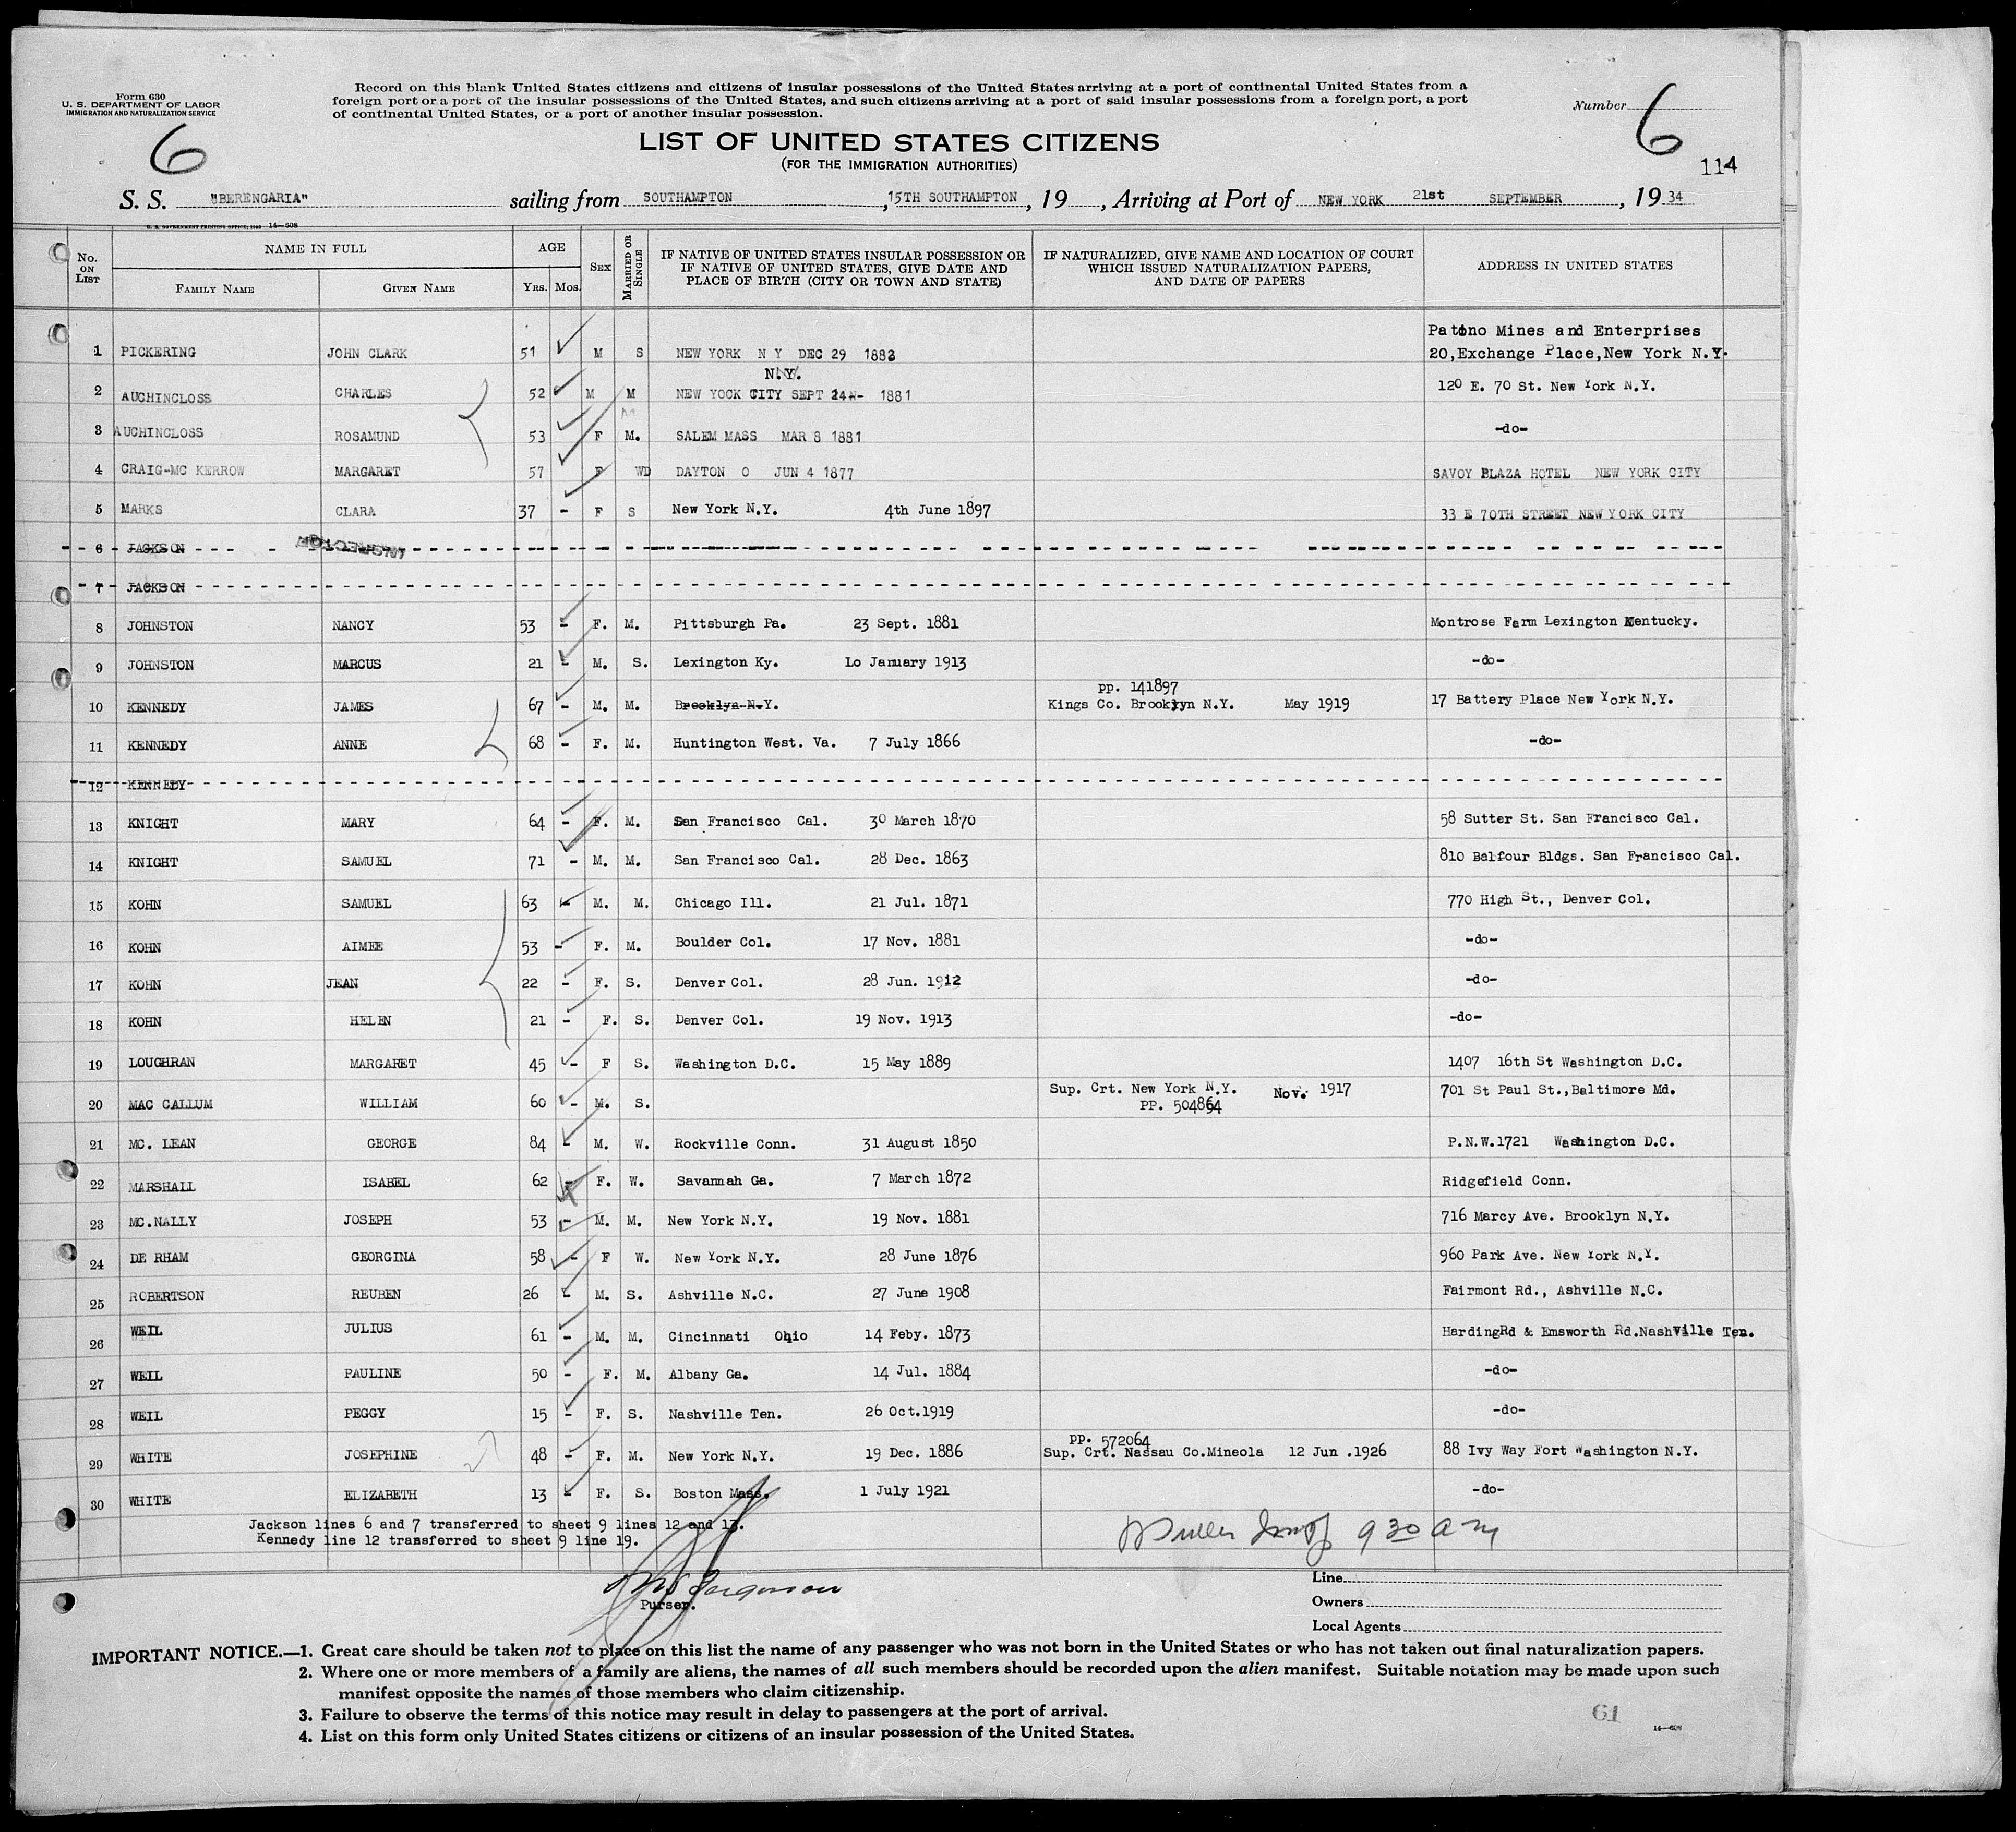 Form 630
U. S. DEPARTMENT OF LABOR
IMMIGRATION AND NATURALIZATION SERVICE
Record on this blank United States citizens and citizens of insular possessions of the United States arriving at a port of continental United States from a
foreign port or a port of the insular possessions of the United States, and such citizens arriving at a port of said insular possessions from a foreign port, a port
of continental United States, or a port of another insular possession.
Number 6
6
LIST OF UNITED STATES CITIZENS
(FOR THE IMMIGRATION AUTHORITIES)
114
S. S. "BERENGARIA" sailing from SOUTHAMPTON , 15TH SOUTHAMPTON , 19 , Arriving at Port of NEW YORK 21st SEPTEMBER , 19 34
14-508
No. ON LIST NAME IN FULL FAMILY NAME GIVEN NAME AGE YRS. MOS. SEX MARRIED OR SINGLE IF NATIVE OF UNITED STATES INSULAR POSSESSION OR IF NATIVE OF UNITED STATES, GIVE DATE AND PLACE OF BIRTH (CITY OR TOWN AND STATE) IF NATURALIZED, GIVE NAME AND LOCATION OF COURT WHICH ISSUED NATURALIZATION PAPERS, AND DATE OF PAPERS ADDRESS IN UNITED STATES
Patino Mines and Enterprises
1 PICKERING JOHN CLARK 51 M S NEW YORK N Y DEC 29 1883 20,Exchange Place,New York N.Y.
N.Y.
2 AUCHINCLOSS CHARLES 52 M M NEW YOCK CITY SEPT 24 - 1881 120 E. 70 St. New York N.Y.
3 AUCHINCLOSS ROSAMUND 53 F M. SALEM MASS MAR 8 1881 -do-
4 CRAIG-MC KERROW MARGARET 57 F WD DAYTON O JUN 4 1877 SAVOY PLAZA HOTEL NEW YORK CITY
5 MARKS CLARA 37 - F S New York N.Y. 4th June 1897 33 E 70TH STREET NEW YORK CITY
6 JACKSON INSPECTOR
7 JACKSON
8 JOHNSTON NANCY 53 - F. M. Pittsburgh Pa. 23 Sept. 1881 Montrose Farm Lexington Kentucky.
9 JOHNSTON MARCUS 21 - M. S. Lexington Ky. Lo January 1913 -do-
pp. 141897
10 KENNEDY JAMES 67 - M. M. Brooklyn N.Y. Kings Co. Brooklyn N.Y. May 1919 17 Battery Place New York N.Y.
11 KENNEDY ANNE 68 - F. M. Huntington West. Va. 7 July 1866 -do-
12 KENNEDY
13 KNIGHT MARY 64 - F. M. San Francisco Cal. 30 March 1870 58 Sutter St. San Francisco Cal.
14 KNIGHT SAMUEL 71 - M. M. San Francisco Cal. 28 Dec. 1863 810 Balfour Bldgs. San Francisco Cal.
15 KOHN SAMUEL 63 - M. M. Chicago Ill. 21 Jul. 1871 770 High St., Denver Col.
16 KOHN AIMEE 53 - F. M. Boulder Col. 17 Nov. 1881 -do-
17 KOHN JEAN 22 - F. S. Denver Col. 28 Jun. 1912 -do-
18 KOHN HELEN 21 - F. S. Denver Col. 19 Nov. 1913 -do-
19 LOUGHRAN MARGARET 45 - F S. Washington D.C. 15 May 1889 1407 16th St Washington D.C.
20 MAC CALLUM WILLIAM 60 - M. S. Sup. Crt. New York N.Y. Nov. 1917 701 St Paul St.,Baltimore Md.
PP. 504864
21 MC. LEAN GEORGE 84 - M. W. Rockville Conn. 31 August 1850 P.N.W.1721 Washington D.C.
22 MARSHALL ISABEL 62 - F. W. Savannah Ga. 7 March 1872 Ridgefield Conn.
23 MC.NALLY JOSEPH 53 - M. M. New York N.Y. 19 Nov. 1881 716 Marcy Ave. Brooklyn N.Y.
24 DE RHAM GEORGINA 58 - F W. New York N.Y. 28 June 1876 960 Park Ave. New York N.Y.
25 ROBERTSON REUBEN 26 - M. S. Ashville N.C. 27 June 1908 Fairmont Rd., Ashville N.C.
26 WEIL JULIUS 61 - M. M. Cincinnati Ohio 14 Feby. 1873 HardingRd & Emsworth Rd.Nashville Ten.
27 WEIL PAULINE 50 - F. M. Albany Ga. 14 Jul. 1884 -do-
28 WEIL PEGGY 15 - F. S. Nashville Ten. 26 Oct.1919 -do-
pp. 572064
29 WHITE JOSEPHINE 48 - F. M. New York N.Y. 19 Dec. 1886 Sup. Crt. Nassau Co.Mineola 12 Jun .1926 88 Ivy Way Fort Washington N.Y.
30 WHITE ELIZABETH 13 - F. S. Boston Mass. 1 July 1921 -do-
Jackson lines 6 and 7 transferred to sheet 9 lines 12 and 13.
Kennedy line 12 transferred to sheet 9 line 19.
9 30 a m
Purser.
Line
Owners
Local Agents
IMPORTANT NOTICE.—1. Great care should be taken not to place on this list the name of any passenger who was not born in the United States or who has not taken out final naturalization papers.
2. Where one or more members of a family are aliens, the names of all such members should be recorded upon the alien manifest. Suitable notation may be made upon such
manifest opposite the names of those members who claim citizenship.
3. Failure to observe the terms of this notice may result in delay to passengers at the port of arrival.
4. List on this form only United States citizens or citizens of an insular possession of the United States.
61
14-508